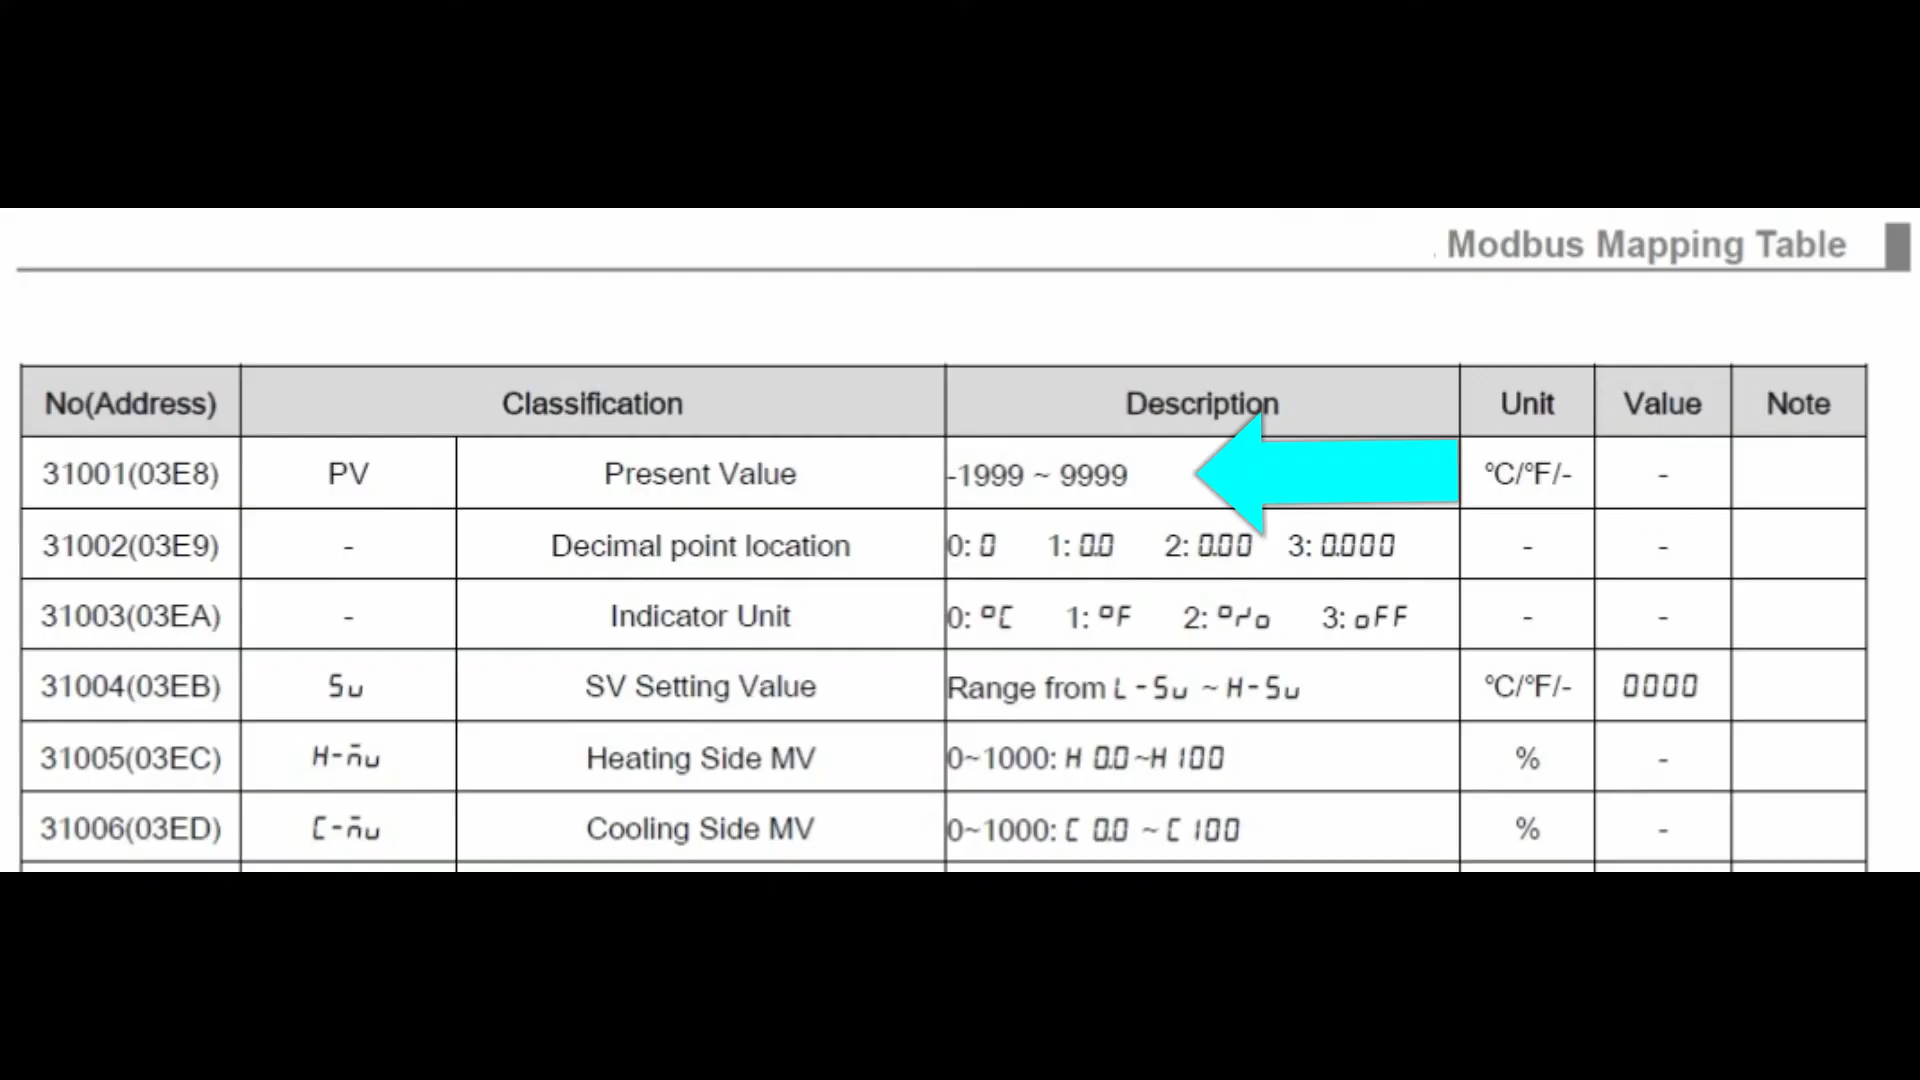 Modbus Mapping Table
No(Address) Classification Description Unit Value Note
31001(03E8) PV Present Value -1999 ~ 9999 °C/°F/- -
31002(03E9) - Decimal point location 0: 0 1: 0.0 2: 0.00 3: 0.000 - -
31003(03EA) - Indicator Unit 0: °C 1: °F 2: °/o 3: oFF - -
31004(03EB) Su SV Setting Value Range from L-Su ~ H-Su °C/°F/- 0000
31005(03EC) H-n̄u Heating Side MV 0~1000: H 0.0 ~H 100 % -
31006(03ED) C-n̄u Cooling Side MV 0~1000: C 0.0 ~ C 100 % -